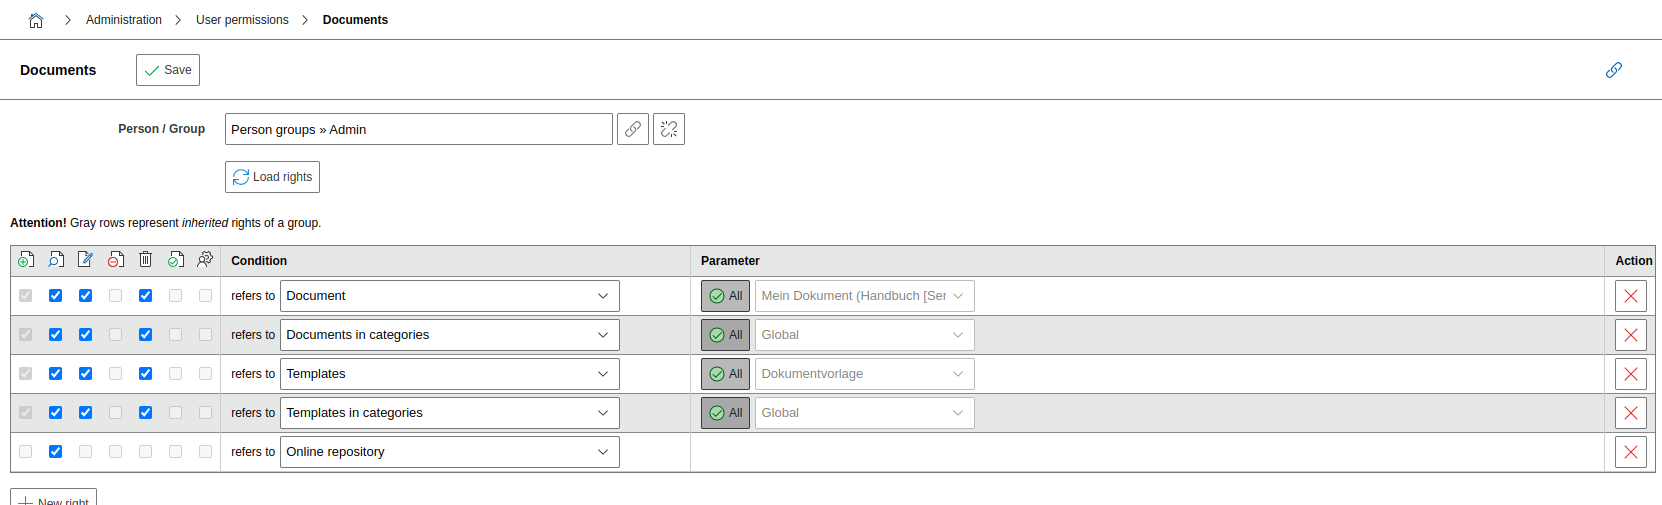 Administration User permissions Documents
Documents Save
Person / Group Person groups » Admin
Load rights
Attention! Gray rows represent inherited rights of a group.
Condition Parameter Action
refers to Document All Mein Dokument (Handbuch [Ser
refers to Documents in categories All Global
refers to Templates All Dokumentvorlage
refers to Templates in categories All Global
refers to Online repository
New right